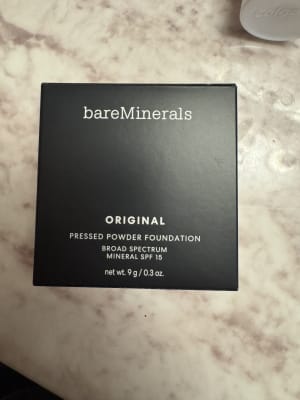 bareMinerals
ORIGINAL
PRESSED POWDER FOUNDATION
BROAD SPECTRUM
MINERAL SPF 15
net wt. 9 g / 0.3 oz.